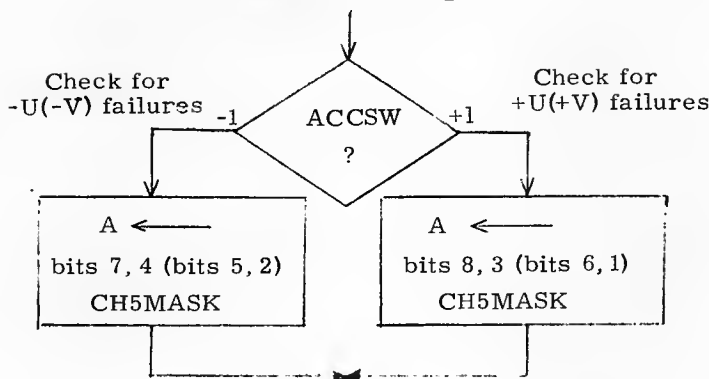 Check for
-U(-V) failures
-1
ACCSW
?
+1
Check for
+U(+V) failures
A
bits 7, 4 (bits 5, 2)
CH5MASK
A
bits 8, 3 (bits 6, 1)
CH5MASK